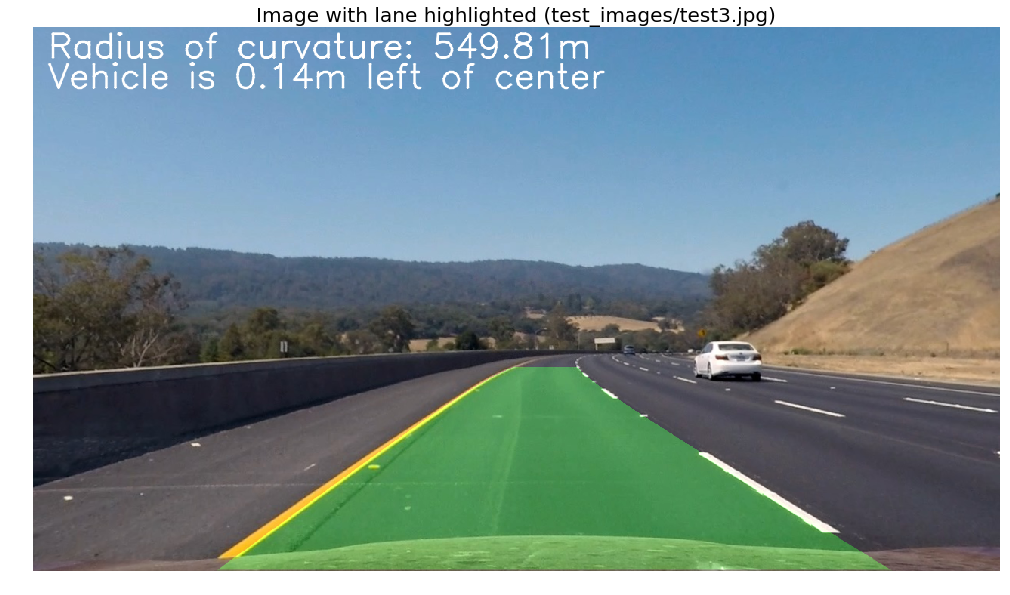 Image with lane highlighted (test_images/test3.jpg)
Radius of curvature: 549.81m
Vehicle is 0.14m left of center